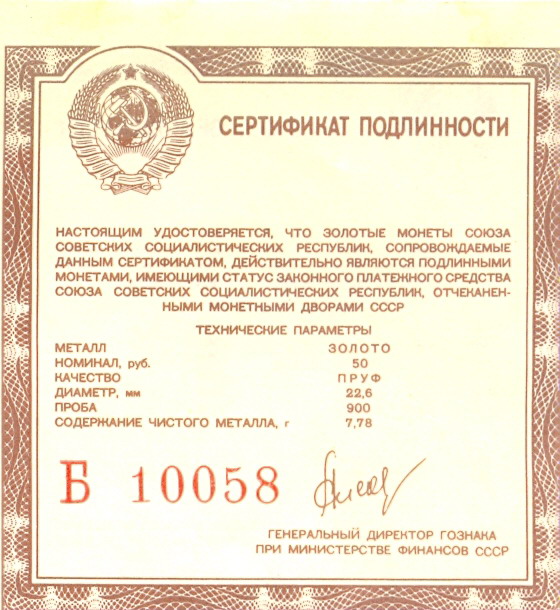 СЕРТИФИКАТ ПОДЛИННОСТИ
НАСТОЯЩИМ УДОСТОВЕРЯЕТСЯ, ЧТО ЗОЛОТЫЕ МОНЕТЫ СОЮЗА
СОВЕТСКИХ СОЦИАЛИСТИЧЕСКИХ РЕСПУБЛИК, СОПРОВОЖДАЕМЫЕ
ДАННЫМ СЕРТИФИКАТОМ, ДЕЙСТВИТЕЛЬНО ЯВЛЯЮТСЯ ПОДЛИННЫМИ
МОНЕТАМИ, ИМЕЮЩИМИ СТАТУС ЗАКОННОГО ПЛАТЕЖНОГО СРЕДСТВА
СОЮЗА СОВЕТСКИХ СОЦИАЛИСТИЧЕСКИХ РЕСПУБЛИК, ОТЧЕКАНЕН-
НЫМИ МОНЕТНЫМИ ДВОРАМИ СССР
ТЕХНИЧЕСКИЕ ПАРАМЕТРЫ
МЕТАЛЛ ЗОЛОТО
НОМИНАЛ, руб. 50
КАЧЕСТВО ПРУФ
ДИАМЕТР, мм 22,6
ПРОБА 900
СОДЕРЖАНИЕ ЧИСТОГО МЕТАЛЛА, г 7,78
Б 10058
ГЕНЕРАЛЬНЫЙ ДИРЕКТОР ГОЗНАКА
ПРИ МИНИСТЕРСТВЕ ФИНАНСОВ СССР